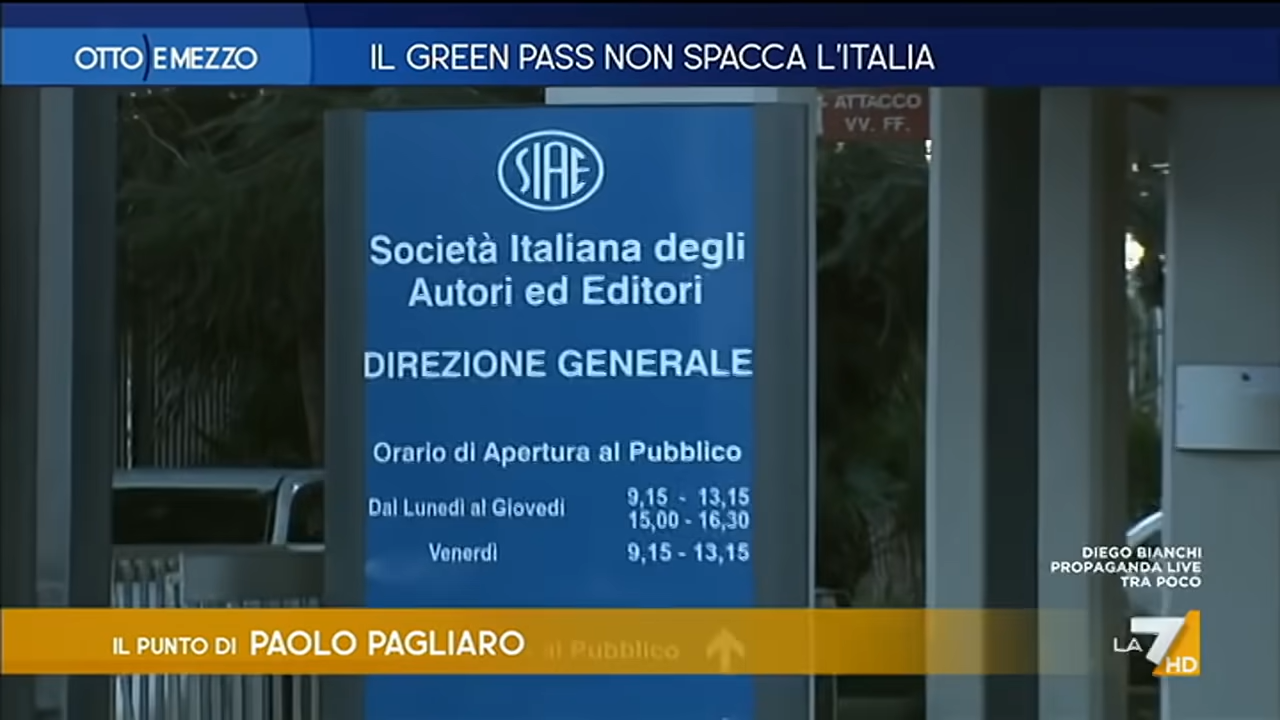 OTTO E MEZZO
IL GREEN PASS NON SPACCA L'ITALIA
ATTACCO
VV. FF.
SIAE
Società Italiana degli
Autori ed Editori
DIREZIONE GENERALE
Orario di Apertura al Pubblico
Dal Lunedì al Giovedì 9,15 - 13,15
15,00 - 16,30
Venerdì 9,15 - 13,15
DIEGO BIANCHI
PROPAGANDA LIVE
TRA POCO
IL PUNTO DI PAOLO PAGLIARO
al Pubblico
LA 7 HD